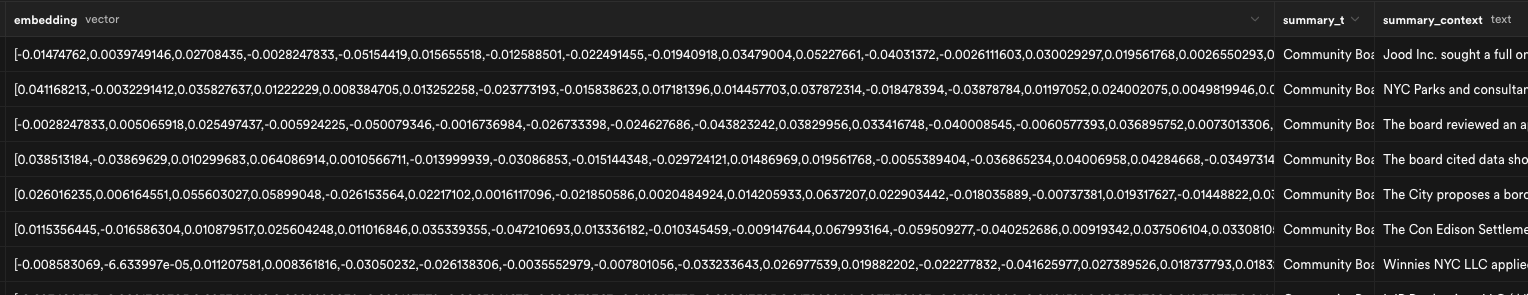 embedding vector summary_t summary_context text
[-0.01474762,0.0039749146,0.02708435,-0.0028247833,-0.05154419,0.015655518,-0.012588501,-0.022491455,-0.01940918,0.03479004,0.05227661,-0.04031372,-0.0026111603,0.030029297,0.019561768,0.0026550293,0 Community Boa Jood Inc. sought a full on
[0.041168213,-0.0032291412,0.035827637,0.01222229,0.008384705,0.013252258,-0.023773193,-0.015838623,0.017181396,0.014457703,0.037872314,-0.018478394,-0.03878784,0.01197052,0.024002075,0.0049819946,0.0 Community Boa NYC Parks and consultan
[-0.0028247833,0.005065918,0.025497437,-0.005924225,-0.050079346,-0.0016736984,-0.026733398,-0.024627686,-0.043823242,0.03829956,0.033416748,-0.040008545,-0.0060577393,0.036895752,0.0073013306, Community Boa The board reviewed an a
[0.038513184,-0.03869629,0.010299683,0.064086914,0.0010566711,-0.013999939,-0.03086853,-0.015144348,-0.029724121,0.01486969,0.019561768,-0.0055389404,-0.036865234,0.04006958,0.04284668,-0.03497314 Community Boa The board cited data sho
[0.026016235,0.006164551,0.055603027,0.05899048,-0.026153564,0.02217102,0.0016117096,-0.021850586,0.0020484924,0.014205933,0.0637207,0.022903442,-0.018035889,-0.00737381,0.019317627,-0.01448822,0.03 Community Boa The City proposes a boro
[0.0115356445,-0.016586304,0.010879517,0.025604248,0.011016846,0.035339355,-0.047210693,0.013336182,-0.010345459,-0.009147644,0.067993164,-0.059509277,-0.040252686,0.00919342,0.037506104,0.0330810 Community Boa The Con Edison Settleme
[-0.008583069,-6.633997e-05,0.011207581,0.008361816,-0.03050232,-0.026138306,-0.0035552979,-0.007801056,-0.033233643,0.026977539,0.019882202,-0.022277832,-0.041625977,0.027389526,0.018737793,0.0183 Community Boa Winnies NYC LLC applie